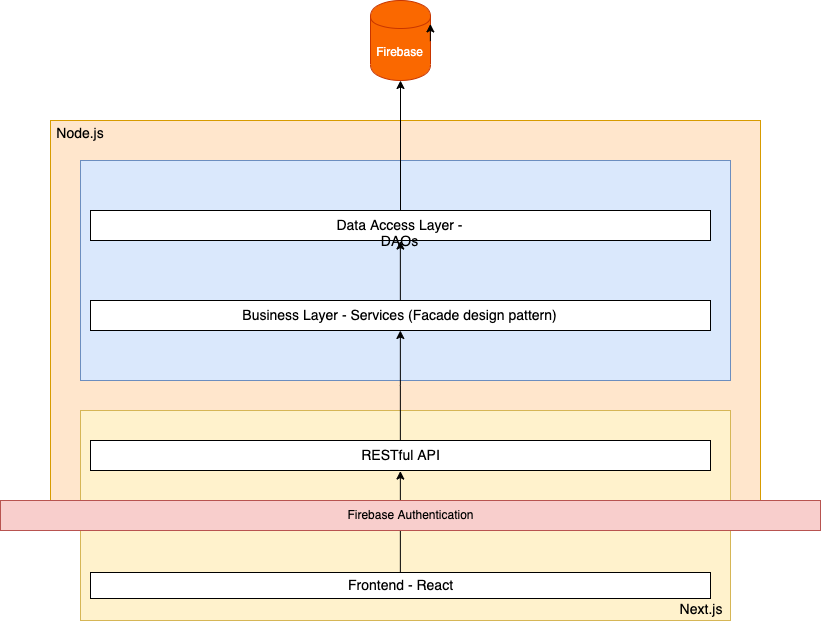 Firebase
Node.js
Data Access Layer -
DAOs
Business Layer - Services (Facade design pattern)
RESTful API
Firebase Authentication
Frontend - React
Next.js